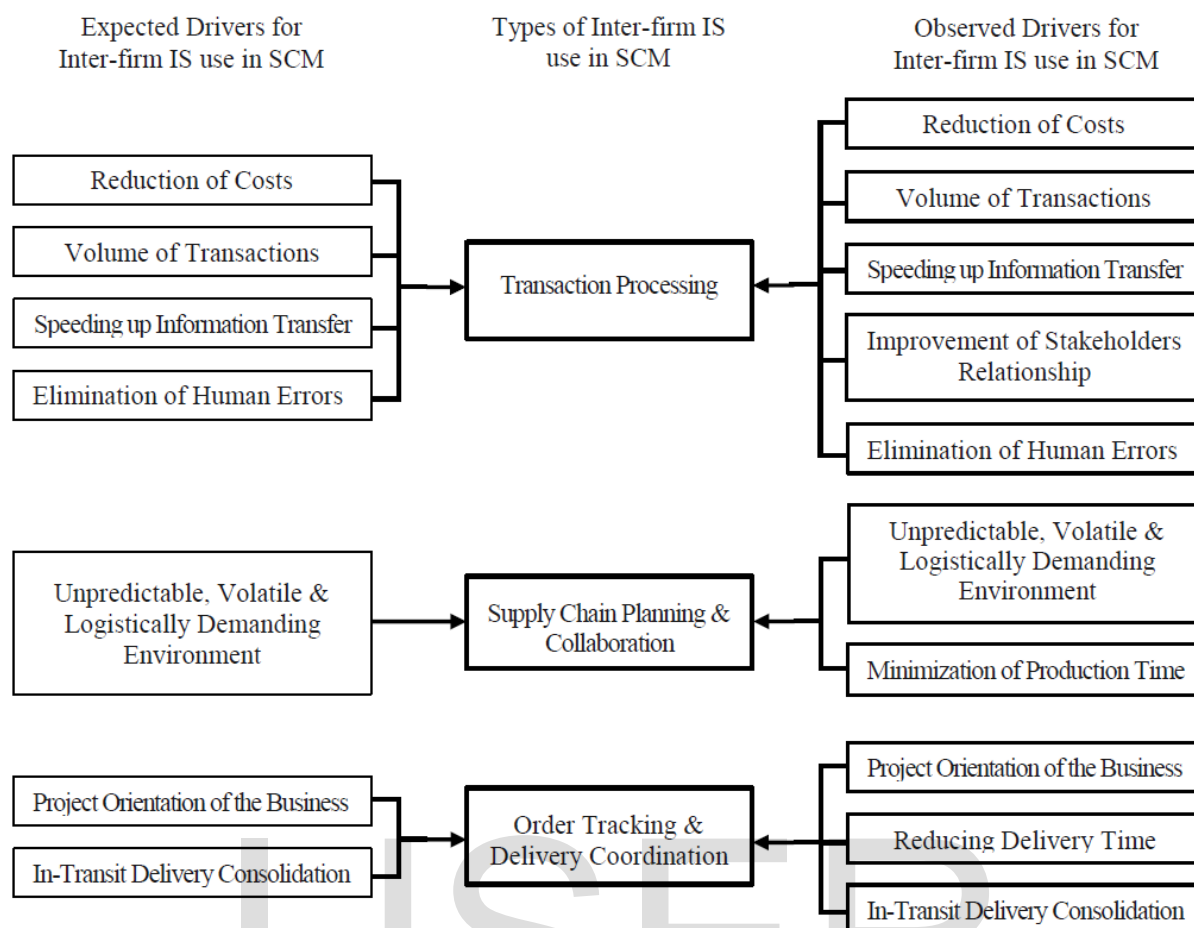 Expected Drivers for
Inter-firm IS use in SCM
Types of Inter-firm IS
use in SCM
Observed Drivers for
Inter-firm IS use in SCM
Reduction of Costs
Volume of Transactions
Speeding up Information Transfer
Elimination of Human Errors
Transaction Processing
Reduction of Costs
Volume of Transactions
Speeding up Information Transfer
Improvement of Stakeholders
Relationship
Elimination of Human Errors
Unpredictable, Volatile &
Logistically Demanding
Environment
Supply Chain Planning &
Collaboration
Unpredictable, Volatile &
Logistically Demanding
Environment
Minimization of Production Time
Project Orientation of the Business
In-Transit Delivery Consolidation
Order Tracking &
Delivery Coordination
Project Orientation of the Business
Reducing Delivery Time
In-Transit Delivery Consolidation